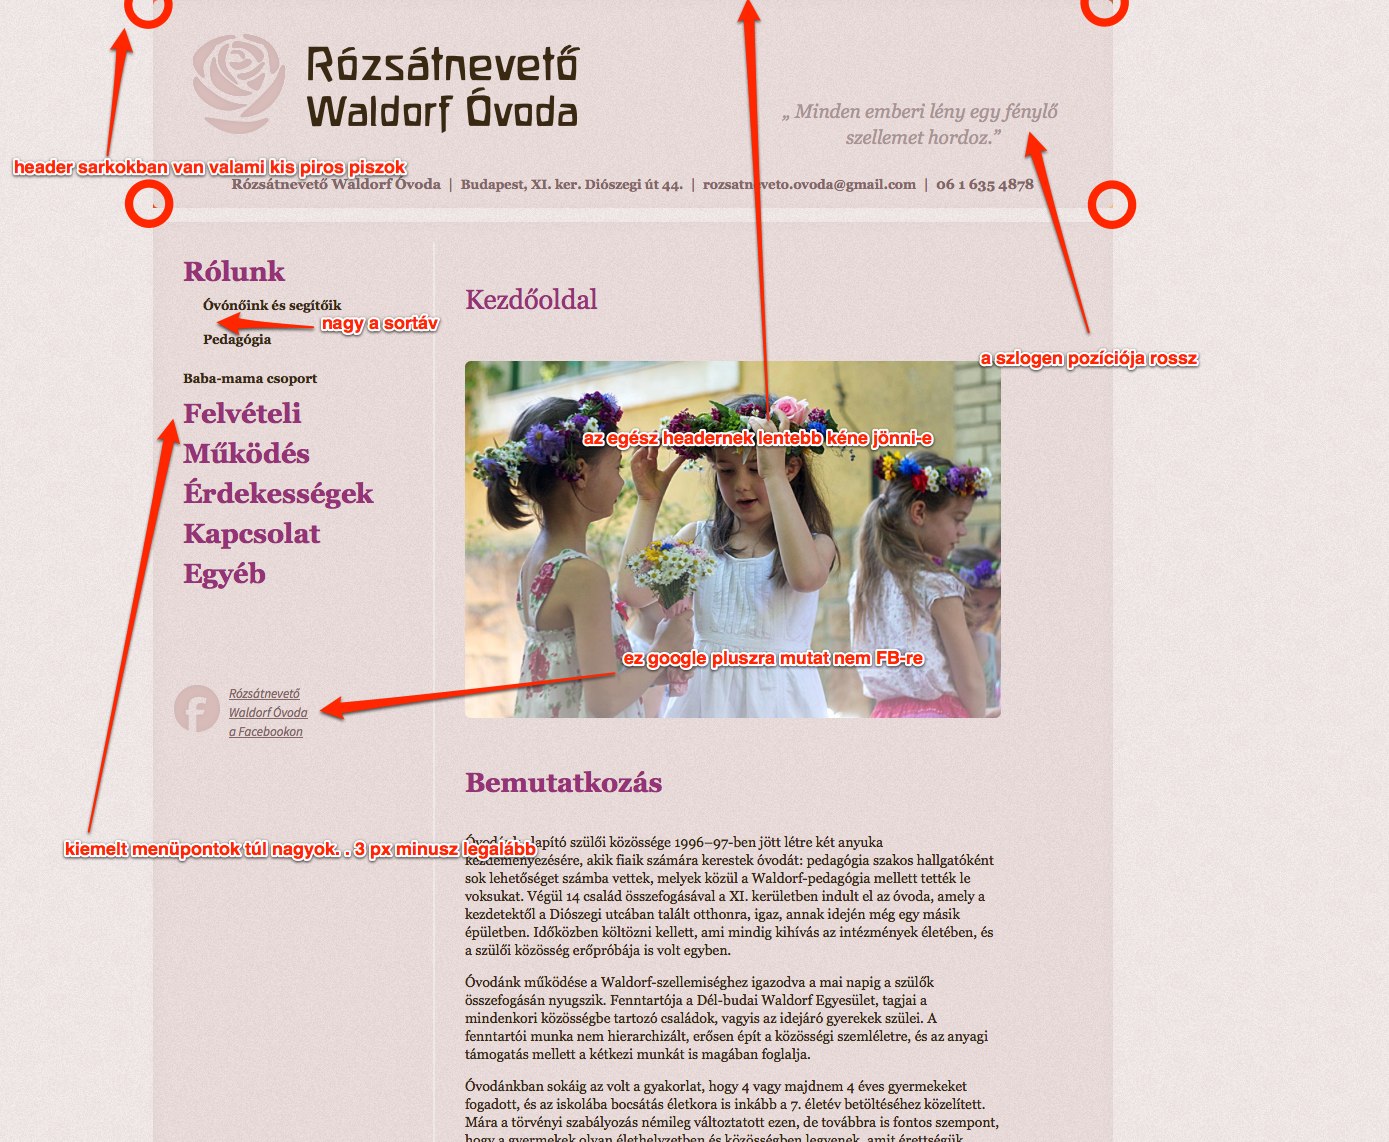 Rózsátnevető
Waldorf Óvoda
„ Minden emberi lény egy fénylő
szellemet hordoz.”
header sarkokban van valami kis piros piszok
Rózsátnevető Waldorf Óvoda | Budapest, XI. ker. Diószegi út 44. | rozsatneveto.ovoda@gmail.com | 06 1 635 4878
Rólunk
Óvónőink és segítőik
nagy a sortáv
Pedagógia
Baba-mama csoport
Felvételi
Működés
Érdekességek
Kapcsolat
Egyéb
Rózsátnevető
Waldorf Óvoda
a Facebookon
kiemelt menüpontok túl nagyok. . 3 px minusz legalább
Kezdőoldal
a szlogen pozíciója rossz
az egész headernek lentebb kéne jönni-e
ez google pluszra mutat nem FB-re
Bemutatkozás
szülői közössége 1996–97-ben jött létre két anyuka
kezdeményezésére, akik fiaik számára kerestek óvodát: pedagógia szakos hallgatóként
sok lehetőséget számba vettek, melyek közül a Waldorf-pedagógia mellett tették le
voksukat. Végül 14 család összefogásával a XI. kerületben indult el az óvoda, amely a
kezdetektől a Diószegi utcában talált otthonra, igaz, annak idején még egy másik
épületben. Időközben költözni kellett, ami mindig kihívás az intézmények életében, és
a szülői közösség erőpróbája is volt egyben.
Óvodánk működése a Waldorf-szellemiséghez igazodva a mai napig a szülők
összefogásán nyugszik. Fenntartója a Dél-budai Waldorf Egyesület, tagjai a
mindenkori közösségbe tartozó családok, vagyis az idejáró gyerekek szülei. A
fenntartói munka nem hierarchizált, erősen épít a közösségi szemléletre, és az anyagi
támogatás mellett a kétkezi munkát is magában foglalja.
Óvodánkban sokáig az volt a gyakorlat, hogy 4 vagy majdnem 4 éves gyermekeket
fogadott, és az iskolába bocsátás életkora is inkább a 7. életév betöltéséhez közelített.
Mára a törvényi szabályozás némileg változtatott ezen, de továbbra is fontos szempont,
hogy a gyermekek olyan élethelyzetben és közösségben legyenek, amit érettségük